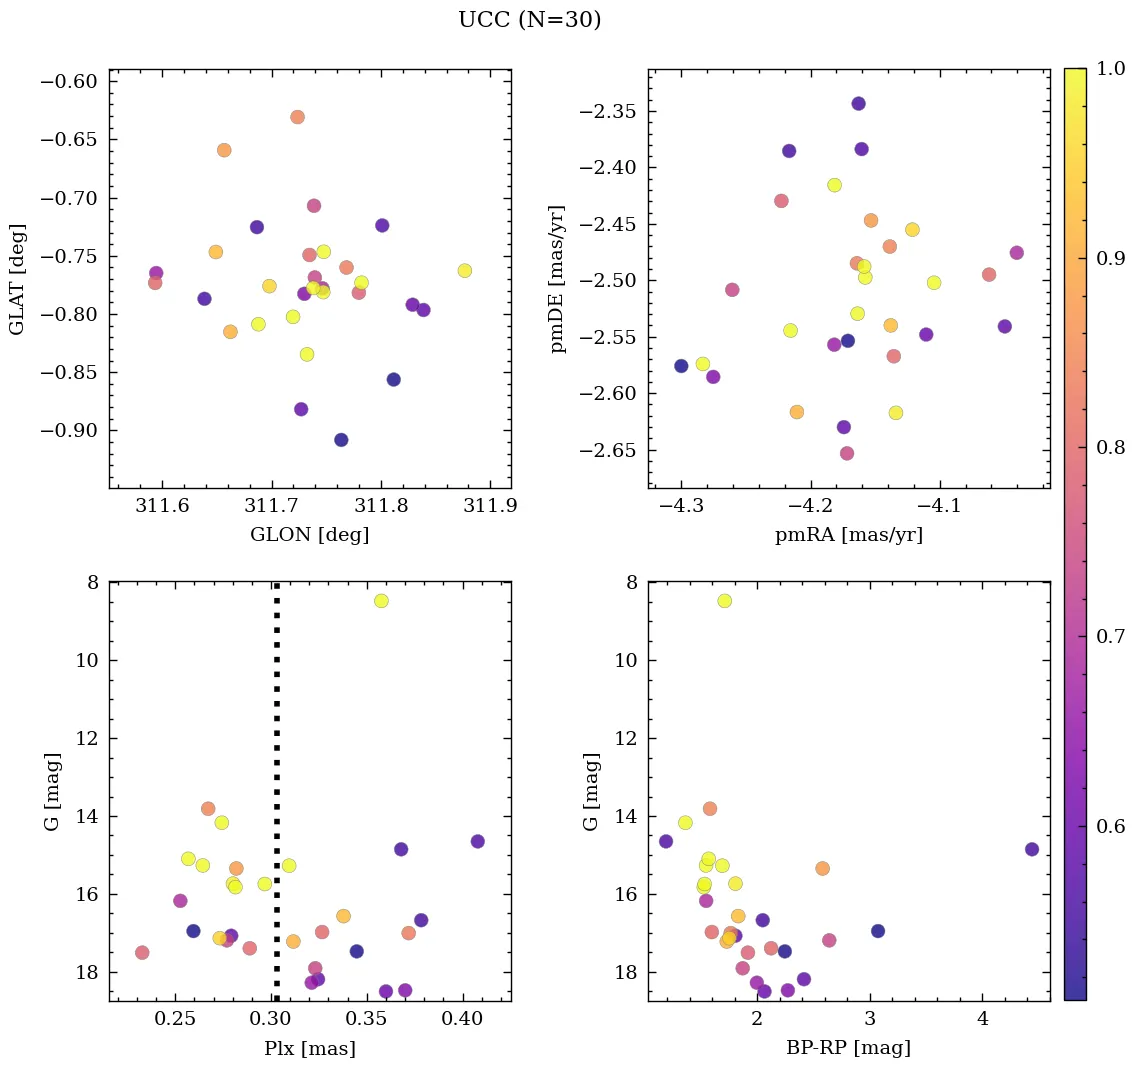 UCC (N=30)
−0.60
−0.65
−0.70
−0.75
−0.80
−0.85
−0.90
GLAT [deg]
311.6 311.7 311.8 311.9
GLON [deg]
−2.35
−2.40
−2.45
−2.50
−2.55
−2.60
−2.65
pmDE [mas/yr]
−4.3 −4.2 −4.1
pmRA [mas/yr]
8
10
12
14
16
18
G [mag]
0.25 0.30 0.35 0.40
Plx [mas]
8
10
12
14
16
18
G [mag]
2 3 4
BP-RP [mag]
1.0
0.9
0.8
0.7
0.6